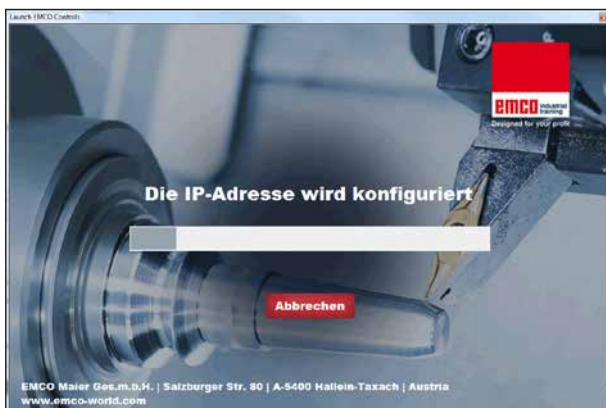 Launch EMCO Controls
emco industrial
training
Designed for your profit
Die IP-Adresse wird konfiguriert
Abbrechen
EMCO Maier Ges.m.b.H. | Salzburger Str. 80 | A-5400 Hallein-Taxach | Austria
www.emco-world.com